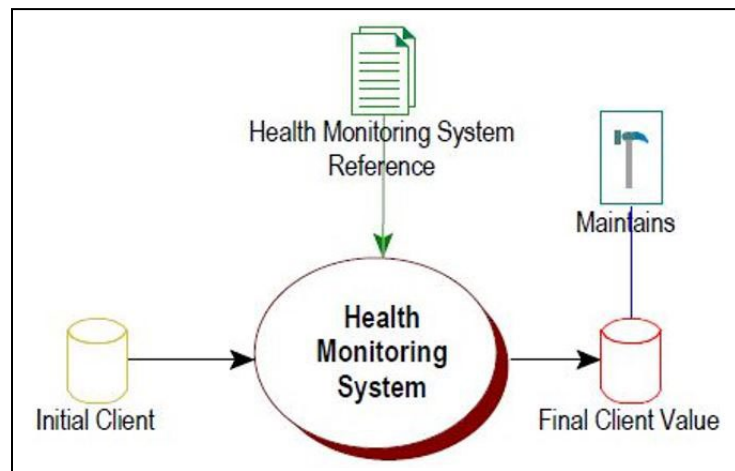 Health Monitoring System
Reference
Maintains
Health
Monitoring
System
Initial Client
Final Client Value